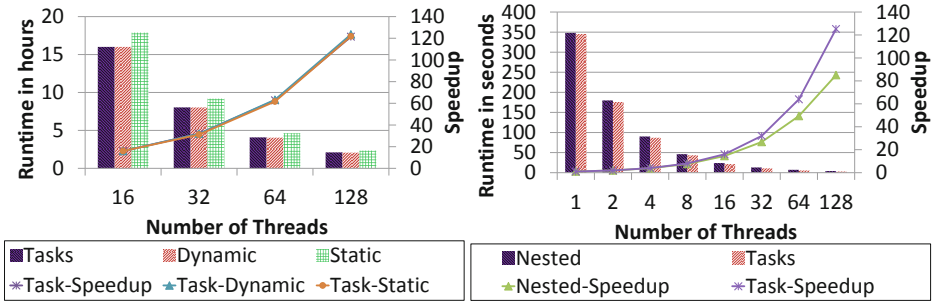 Runtime in hours
20
15
10
5
0
140
120
100
80
60
40
20
0
Speedup
16 32 64 128
Number of Threads
Tasks Dynamic Static
Task-Speedup Task-Dynamic Task-Static
Runtime in seconds
400
350
300
250
200
150
100
50
0
140
120
100
80
60
40
20
0
Speedup
1 2 4 8 16 32 64 128
Number of Threads
Nested Tasks
Nested-Speedup Task-Speedup